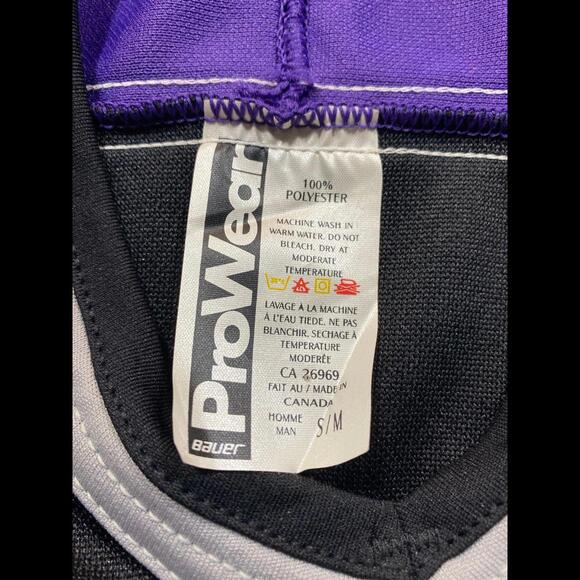 ProWear
BAUER
100%
POLYESTER
MACHINE WASH IN
WARM WATER. DO NOT
BLEACH. DRY AT
MODERATE
TEMPERATURE
LAVAGE À LA MACHINE
À L'EAU TIEDE. NE PAS
BLANCHIR. SECHAGE À
TEMPERATURE
MODERÉE
CA 26969
FAIT AU / MADE IN
CANADA
HOMME
MAN S/M